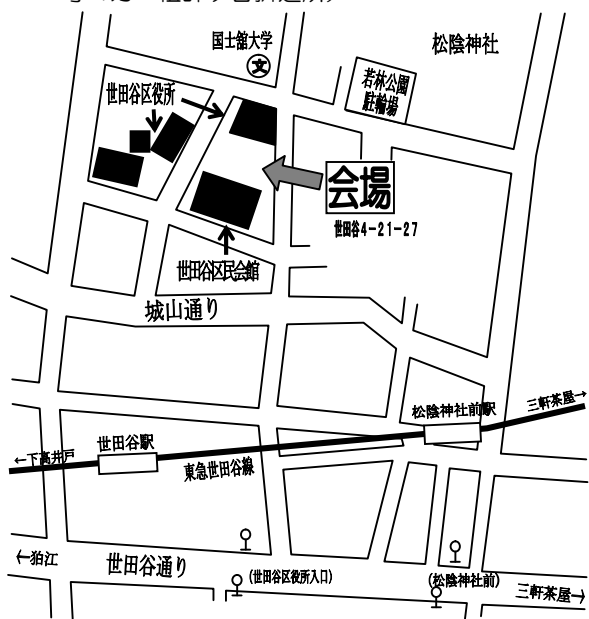 国士舘大学
文
松陰神社
若林公園
駐輪場
世田谷区役所
会場
世田谷4-21-27
世田谷区民会館
城山通り
三軒茶屋→
松陰神社前駅
世田谷駅
←下高井戸
東急世田谷線
←狛江
世田谷通り
(世田谷区役所入口)
(松陰神社前)
三軒茶屋→